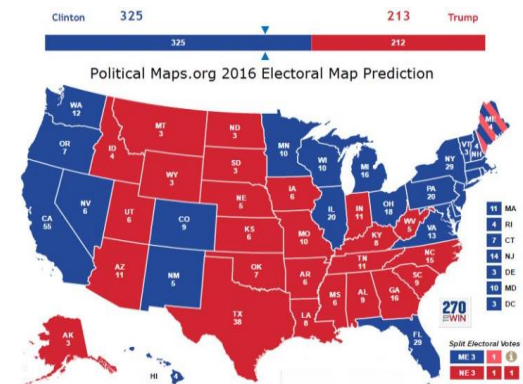 Clinton 325 213 Trump
325 212
Political Maps.org 2016 Electoral Map Prediction
WA
12
OR
7
CA
55
NV
6
ID
4
MT
3
WY
3
UT
6
AZ
11
CO
9
NM
5
ND
3
SD
3
NE
5
KS
6
OK
7
TX
38
MN
10
IA
6
MO
10
AR
6
LA
8
WI
10
IL
20
MI
16
IN
11
OH
18
KY
8
TN
11
MS
AL
9
GA
16
FL
29
SC
9
NC
15
VA
13
WV
5
PA
20
NY
29
VT
3
4
NH
ME
4
AK
3
HI 4
11 MA
4 RI
7 CT
14 NJ
3 DE
10 MD
3 DC
270
TO WIN
Split Electoral Votes
ME 3 1
NE 3 1 1